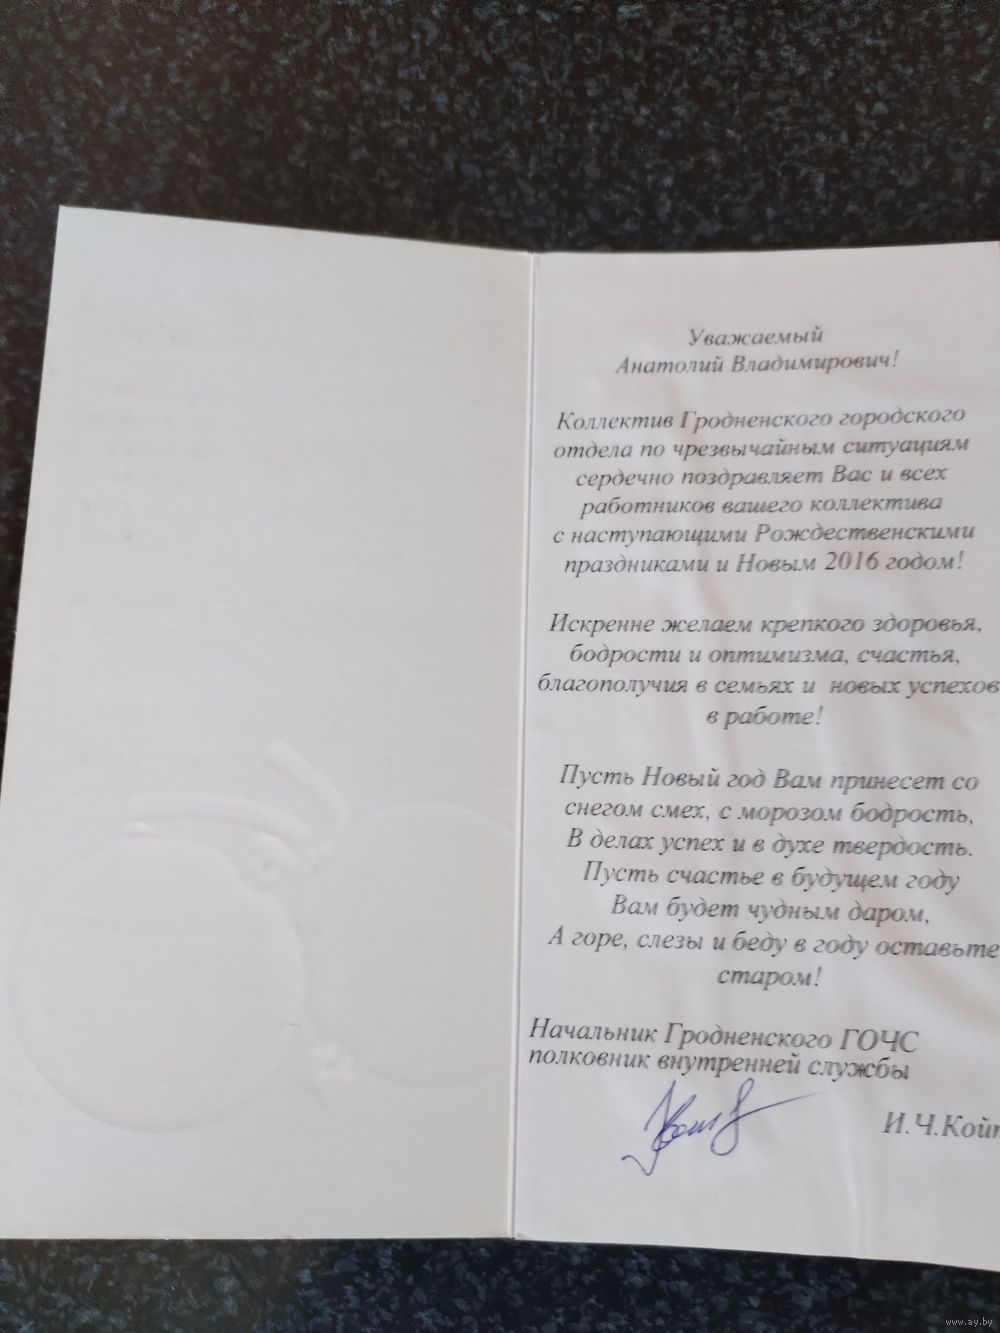 Уважаемый
Анатолий Владимирович!
Коллектив Гродненского городского
отдела по чрезвычайным ситуациям
сердечно поздравляет Вас и всех
работников вашего коллектива
с наступающими Рождественскими
праздниками и Новым 2016 годом!
Искренне желаем крепкого здоровья,
бодрости и оптимизма, счастья,
благополучия в семьях и новых успехов
в работе!
Пусть Новый год Вам принесет со
снегом смех, с морозом бодрость,
В делах успех и в духе твердость.
Пусть счастье в будущем году
Вам будет чудным даром,
А горе, слезы и беду в году оставьте
старом!
Начальник Гродненского ГОЧС
полковник внутренней службы
И.Ч.
www.ay.by